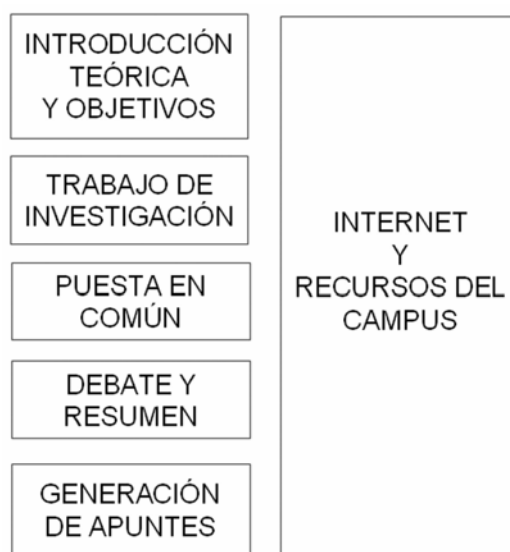 INTRODUCCIÓN
TEÓRICA
Y OBJETIVOS
TRABAJO DE
INVESTIGACIÓN
PUESTA EN
COMÚN
DEBATE Y
RESUMEN
GENERACIÓN
DE APUNTES
INTERNET
Y
RECURSOS DEL
CAMPUS